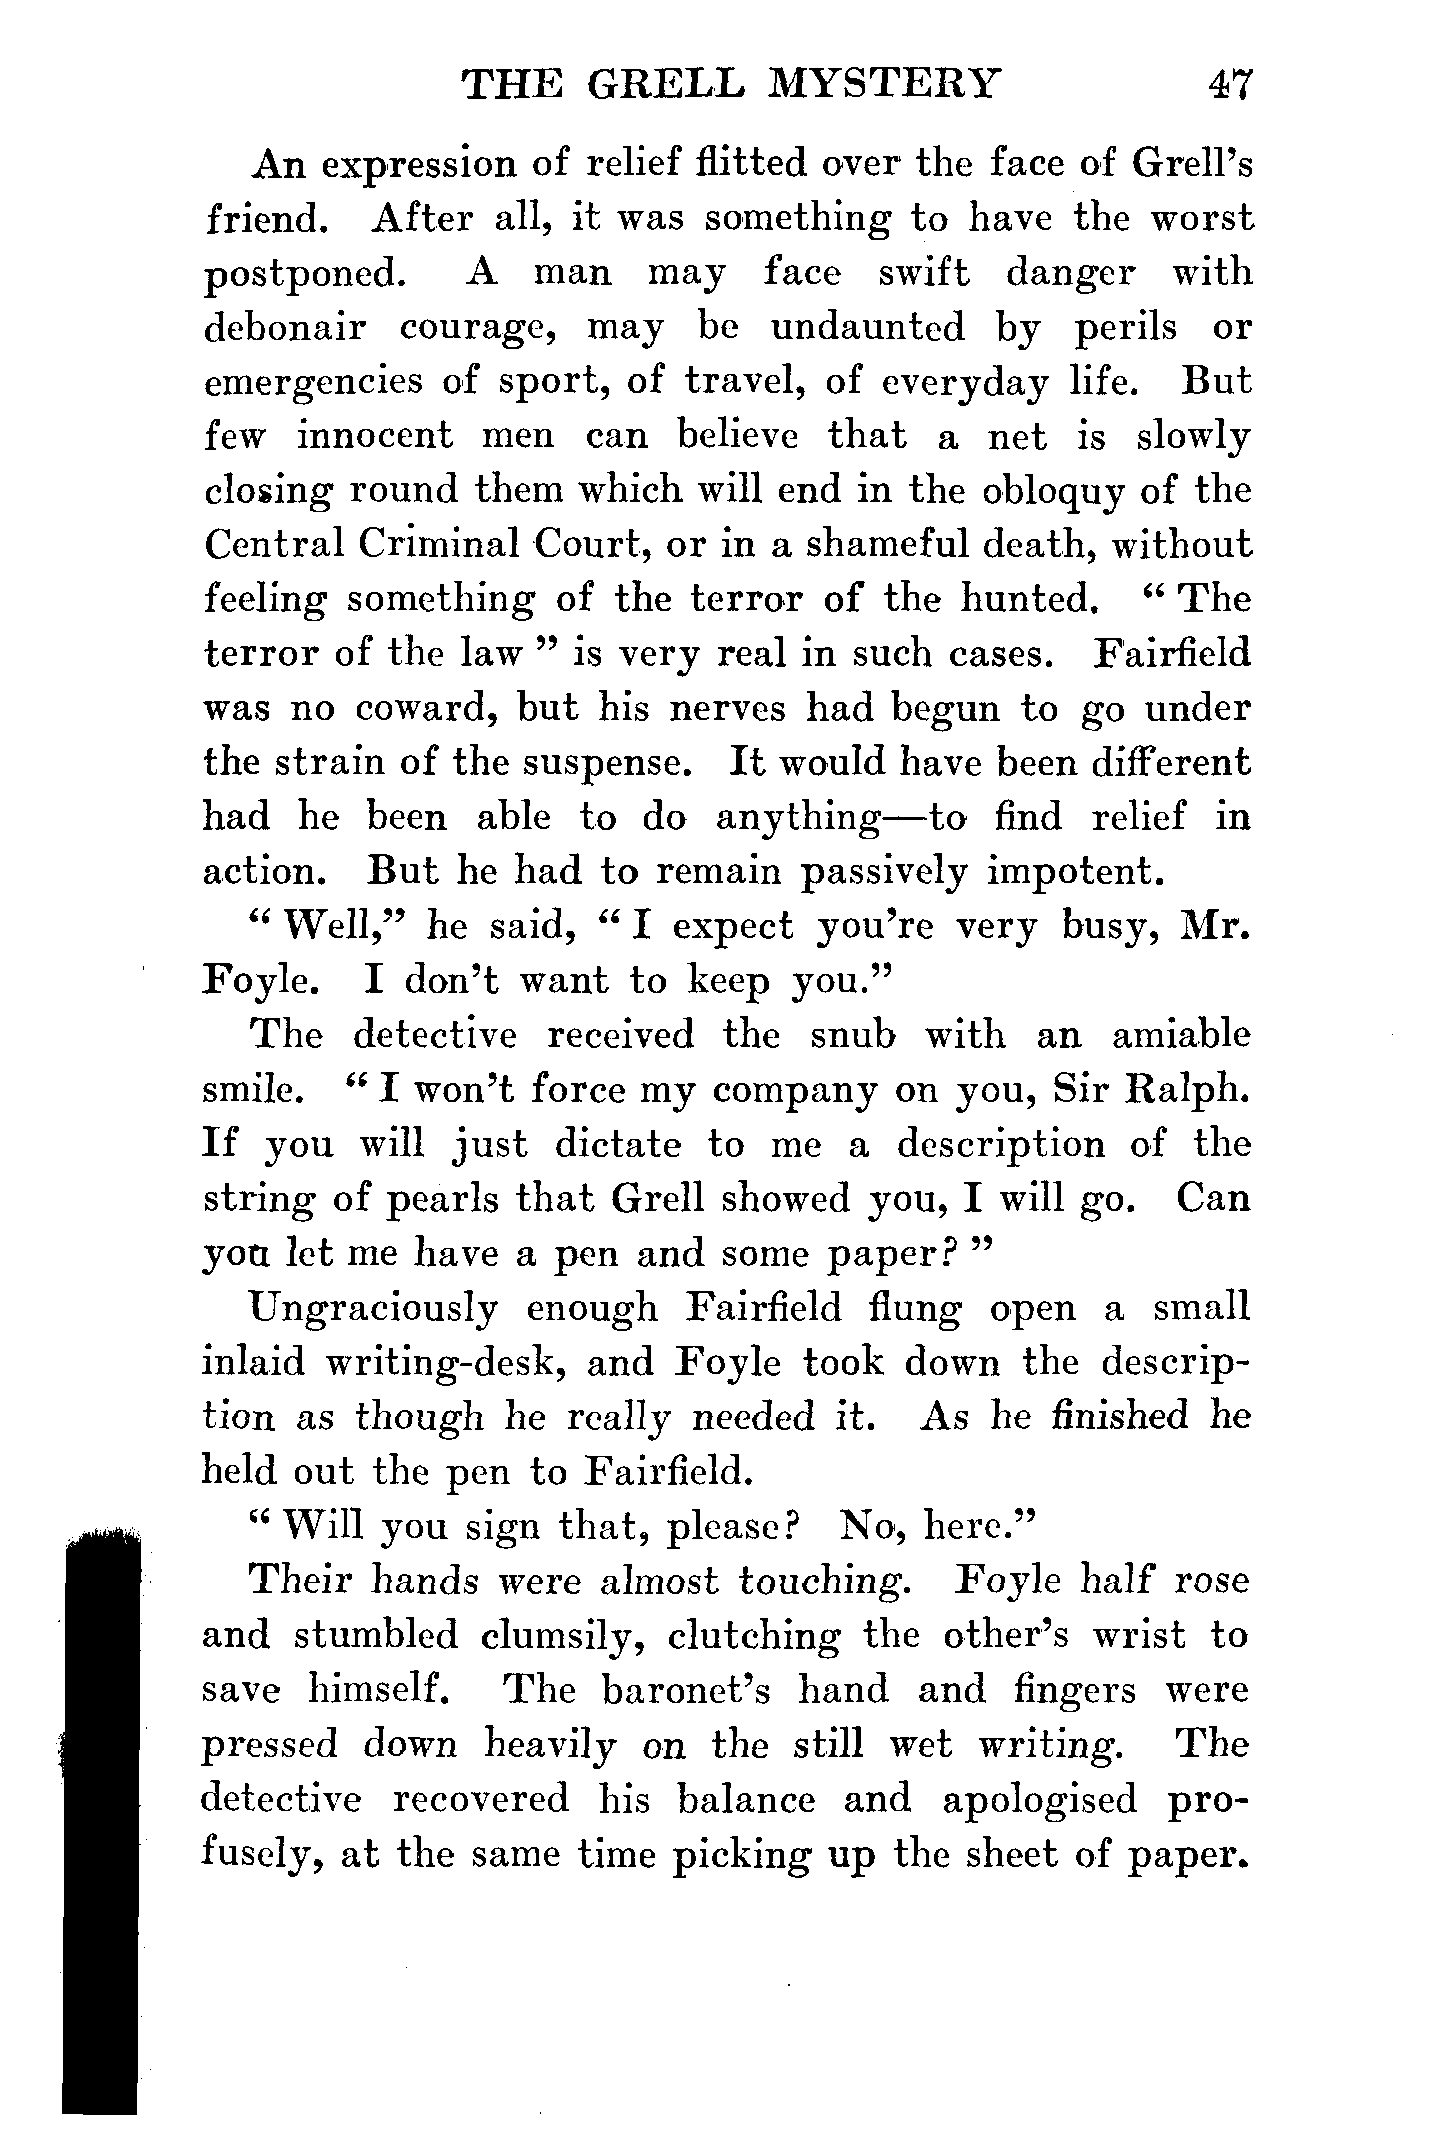 THE GRELL MYSTERY 47
An expression of relief flitted over the face of Grell's
friend. After all, it was something to have the worst
postponed. A man may face swift danger with
debonair courage, may be undaunted by perils or
emergencies of sport, of travel, of everyday life. But
few innocent men can believe that a net is slowly
closing round them which will end in the obloquy of the
Central Criminal Court, or in a shameful death, without
feeling something of the terror of the hunted. " The
terror of the law " is very real in such cases. Fairfield
was no coward, but his nerves had begun to go under
the strain of the suspense. It would have been different
had he been able to do anything—to find relief in
action. But he had to remain passively impotent.
" Well," he said, " I expect you're very busy, Mr.
Foyle. I don't want to keep you."
The detective received the snub with an amiable
smile. " I won't force my company on you, Sir Ralph.
If you will just dictate to me a description of the
string of pearls that Grell showed you, I will go. Can
you let me have a pen and some paper? "
Ungraciously enough Fairfield flung open a small
inlaid writing-desk, and Foyle took down the descrip-
tion as though he really needed it. As he finished he
held out the pen to Fairfield.
" Will you sign that, please? No, here."
Their hands were almost touching. Foyle half rose
and stumbled clumsily, clutching the other's wrist to
save himself. The baronet's hand and fingers were
pressed down heavily on the still wet writing. The
detective recovered his balance and apologised pro-
fusely, at the same time picking up the sheet of paper.